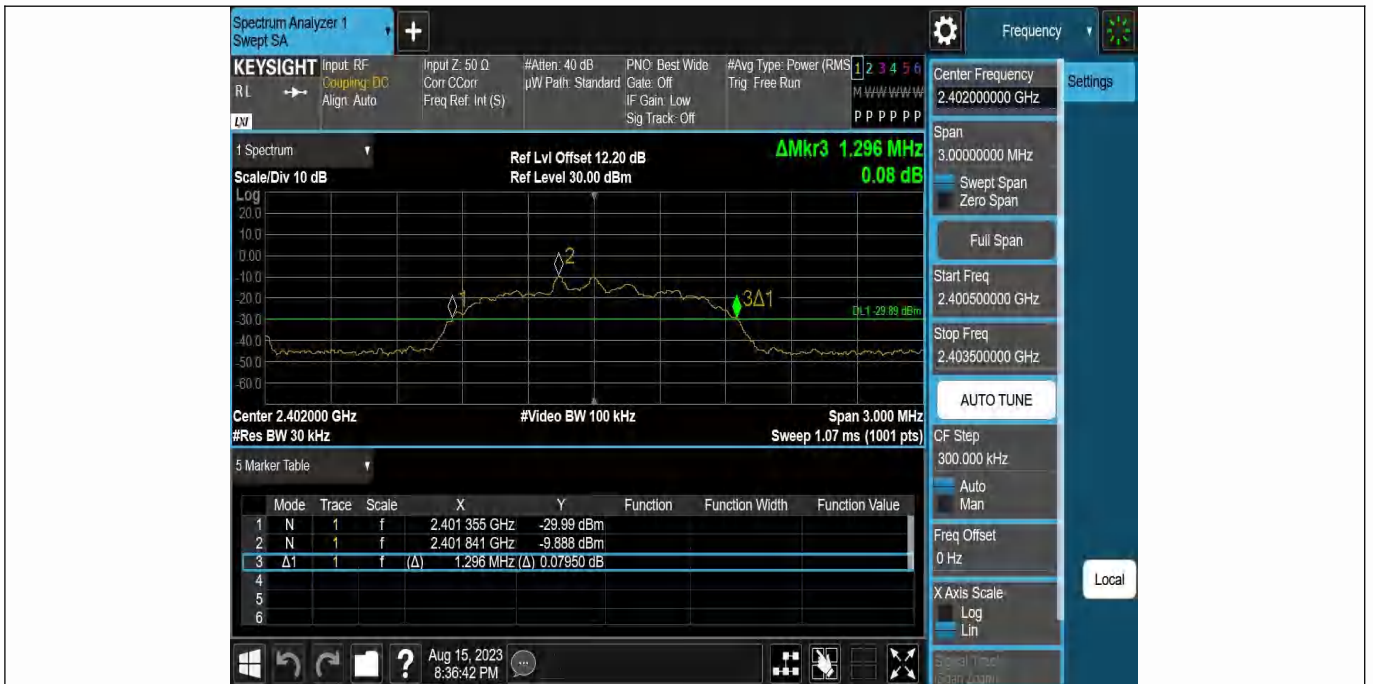 Spectrum Analyzer 1
Swept SA
+
Frequency
KEYSIGHT
RL
LXI
Input: RF
Coupling: DC
Align: Auto
Input Z: 50 Ω
Corr CCorr
Freq Ref: Int (S)
#Atten: 40 dB
µW Path: Standard
PNO: Best Wide
Gate: Off
IF Gain: Low
Sig Track: Off
#Avg Type: Power (RMS
Trig: Free Run
1 2 3 4 5 6
M W W W W W
P P P P P P
1 Spectrum
Scale/Div 10 dB
Ref Lvl Offset 12.20 dB
Ref Level 30.00 dBm
ΔMkr3 1.296 MHz
0.08 dB
Log
20.0
10.0
0.00
-10.0
-20.0
-30.0
-40.0
-50.0
-60.0
1
2
3Δ1
DL1 -29.89 dBm
Center 2.402000 GHz
#Video BW 100 kHz
Span 3.000 MHz
#Res BW 30 kHz
Sweep 1.07 ms (1001 pts)
5 Marker Table
Mode Trace Scale X Y Function Function Width Function Value
1 N 1 f 2.401 355 GHz -29.99 dBm
2 N 1 f 2.401 841 GHz -9.888 dBm
3 Δ1 1 f (Δ) 1.296 MHz (Δ) 0.07950 dB
4
5
6
Aug 15, 2023
8:36:42 PM
Center Frequency
2.402000000 GHz
Settings
Span
3.00000000 MHz
Swept Span
Zero Span
Full Span
Start Freq
2.400500000 GHz
Stop Freq
2.403500000 GHz
AUTO TUNE
CF Step
300.000 kHz
Auto
Man
Freq Offset
0 Hz
X Axis Scale
Log
Lin
Local
Signal Track
(Span Zoom)